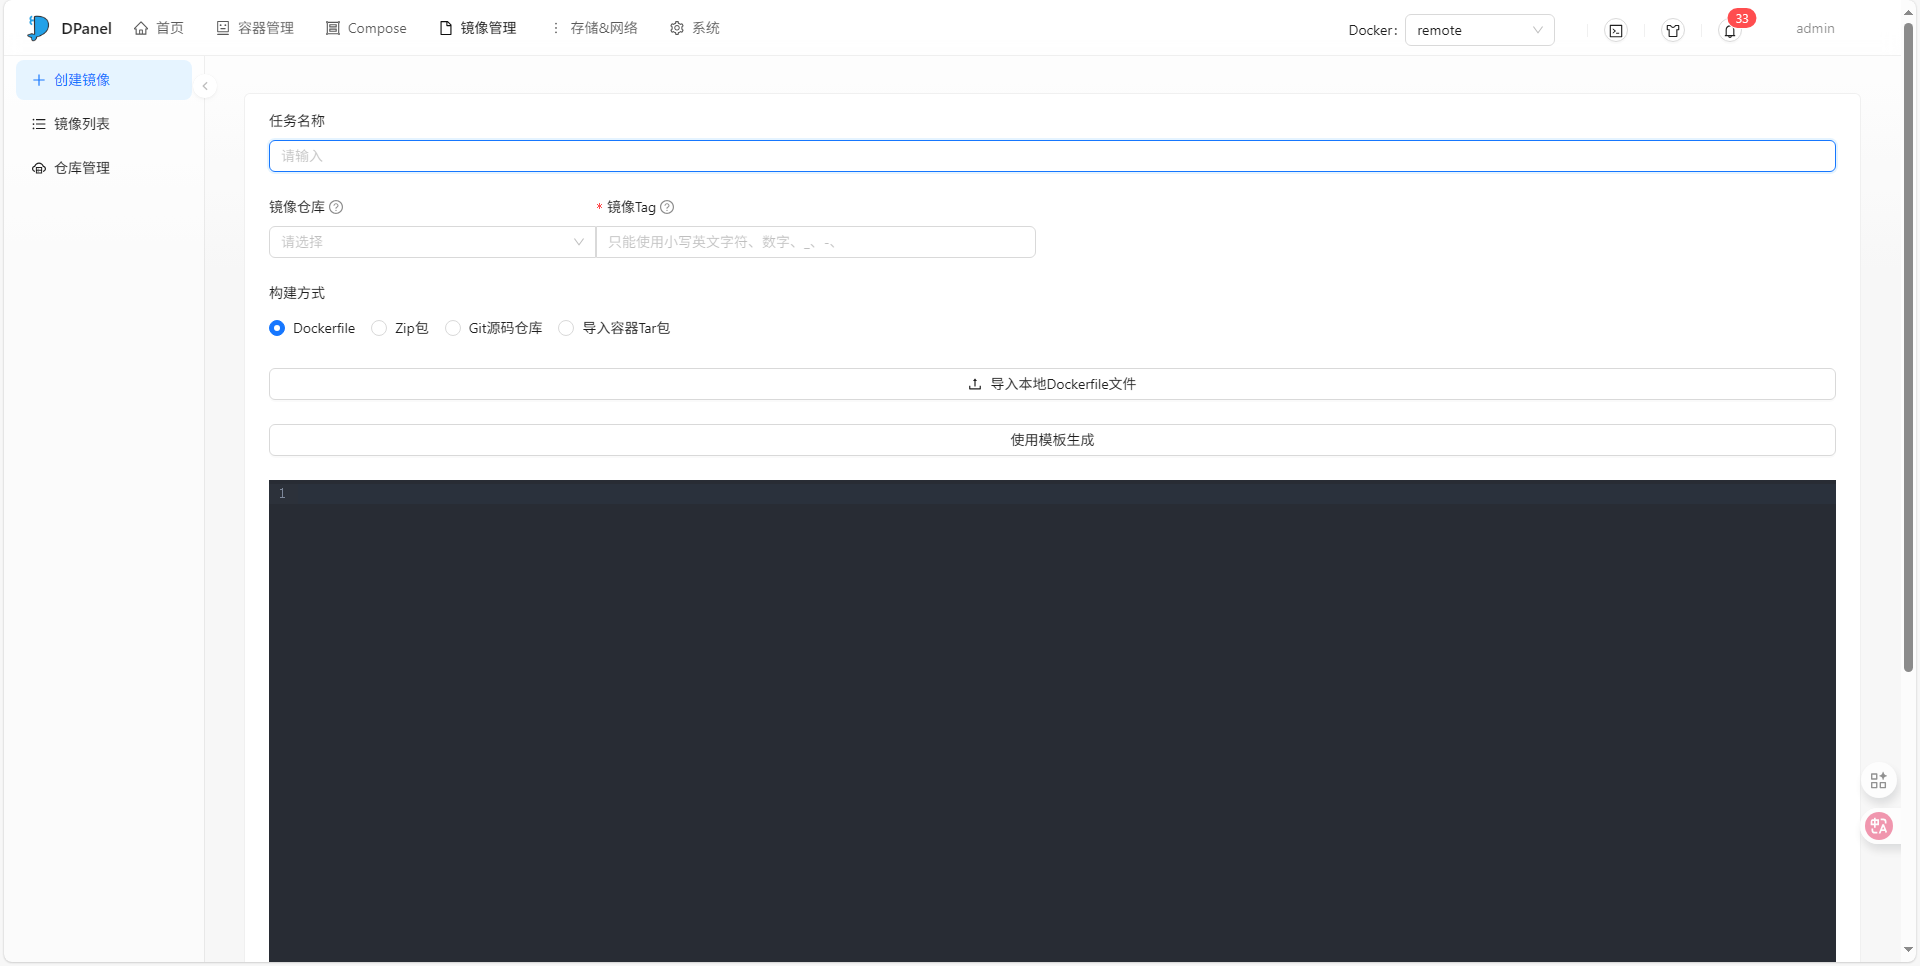 DPanel 首页 容器管理 Compose 镜像管理 存储&网络 系统 Docker: remote 33 admin
创建镜像
镜像列表
仓库管理
任务名称
请输入
镜像仓库 * 镜像Tag
请选择 只能使用小写英文字符、数字、_、-、
构建方式
Dockerfile Zip包 Git源码仓库 导入容器Tar包
导入本地Dockerfile文件
使用模板生成
1
中 A